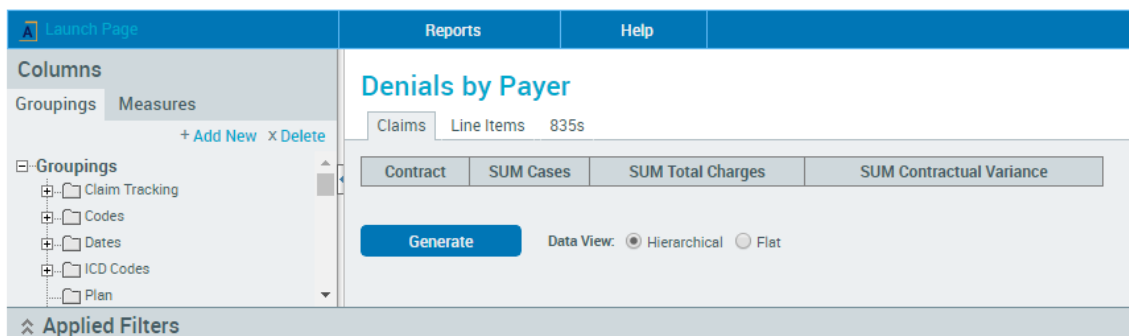 Launch Page
Reports
Help
Columns
Groupings Measures
+ Add New x Delete
Groupings
Claim Tracking
Codes
Dates
ICD Codes
Plan
Denials by Payer
Claims Line Items 835s
Contract SUM Cases SUM Total Charges SUM Contractual Variance
Generate Data View: Hierarchical Flat
Applied Filters